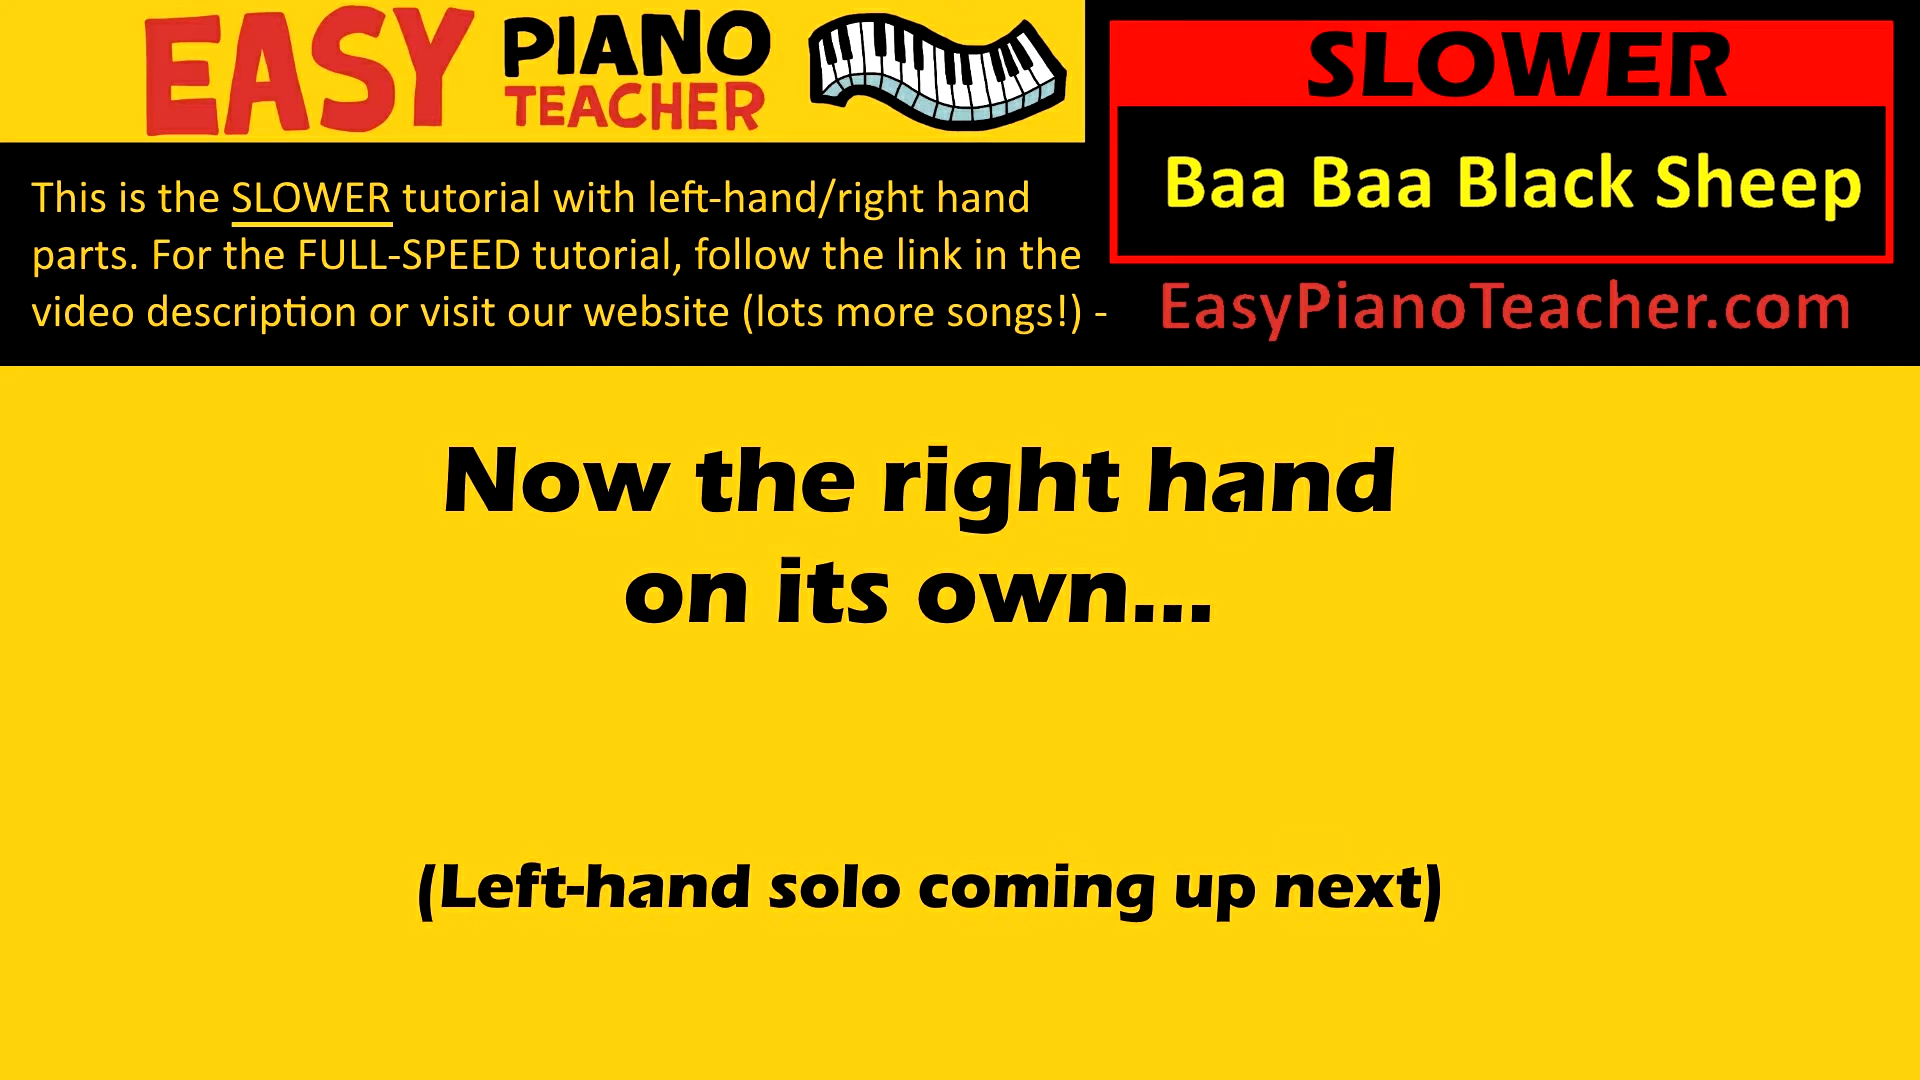 EASY PIANO TEACHER
This is the SLOWER tutorial with left-hand/right hand
parts. For the FULL-SPEED tutorial, follow the link in the
video description or visit our website (lots more songs!) -
SLOWER
Baa Baa Black Sheep
EasyPianoTeacher.com
Now the right hand
on its own...
(Left-hand solo coming up next)